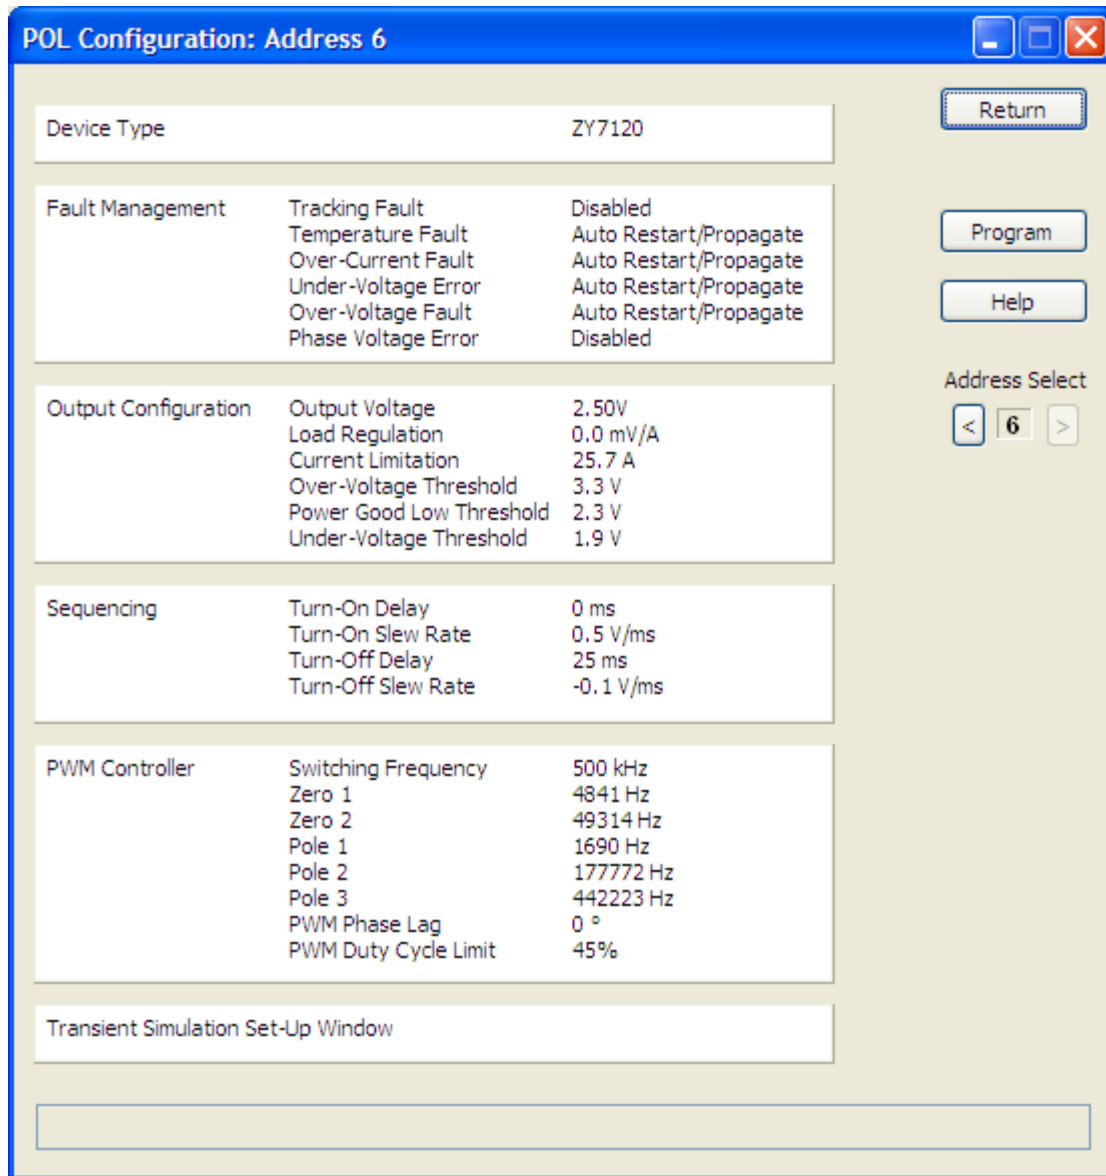 POL Configuration: Address 6
Return
Device Type ZY7120
Fault Management Tracking Fault Disabled
Temperature Fault Auto Restart/Propagate
Program
Over-Current Fault Auto Restart/Propagate
Under-Voltage Error Auto Restart/Propagate
Over-Voltage Fault Auto Restart/Propagate
Help
Phase Voltage Error Disabled
Address Select
< 6 >
Output Configuration Output Voltage 2.50V
Load Regulation 0.0 mV/A
Current Limitation 25.7 A
Over-Voltage Threshold 3.3 V
Power Good Low Threshold 2.3 V
Under-Voltage Threshold 1.9 V
Sequencing Turn-On Delay 0 ms
Turn-On Slew Rate 0.5 V/ms
Turn-Off Delay 25 ms
Turn-Off Slew Rate -0.1 V/ms
PWM Controller Switching Frequency 500 kHz
Zero 1 4841 Hz
Zero 2 49314 Hz
Pole 1 1690 Hz
Pole 2 177772 Hz
Pole 3 442223 Hz
PWM Phase Lag 0 °
PWM Duty Cycle Limit 45%
Transient Simulation Set-Up Window